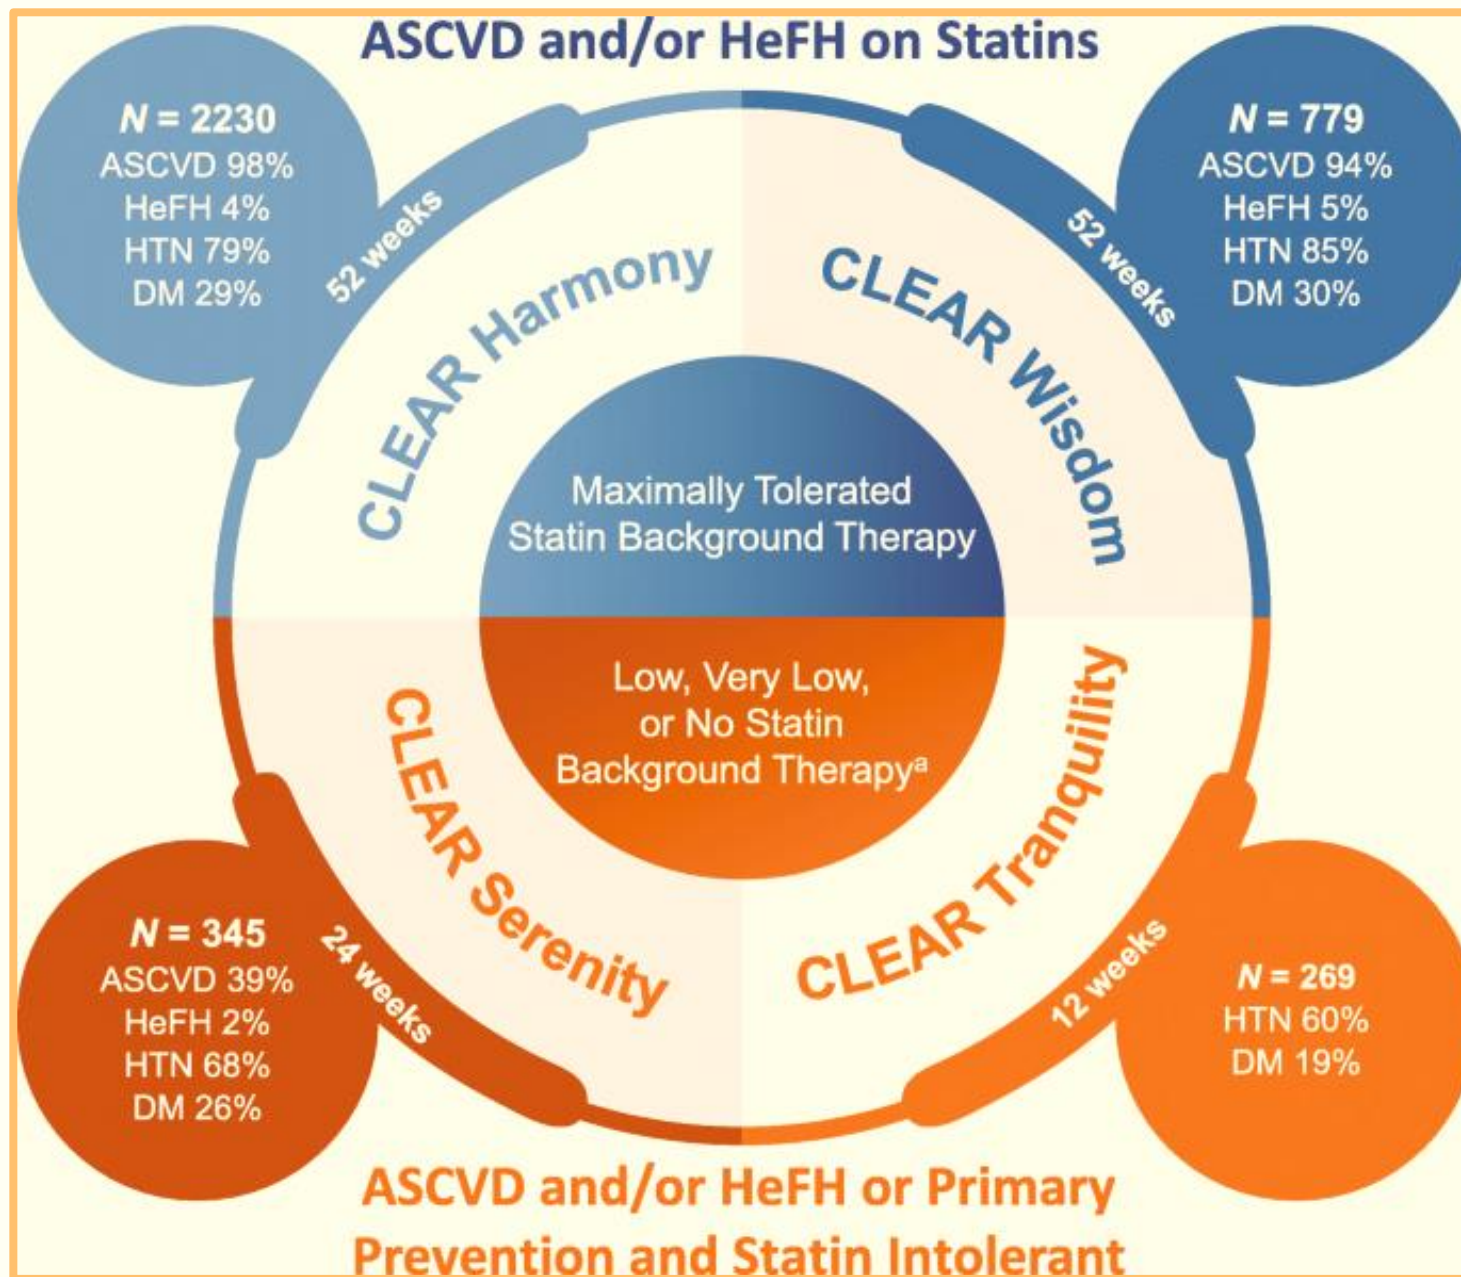 ASCVD and/or HeFH on Statins
N = 2230
ASCVD 98%
HeFH 4%
HTN 79%
DM 29%
52 weeks
CLEAR Harmony
N = 779
ASCVD 94%
HeFH 5%
HTN 85%
DM 30%
52 weeks
CLEAR Wisdom
Maximally Tolerated
Statin Background Therapy
Low, Very Low,
or No Statin
Background Therapyᵃ
CLEAR Serenity
24 weeks
N = 345
ASCVD 39%
HeFH 2%
HTN 68%
DM 26%
CLEAR Tranquility
12 weeks
N = 269
HTN 60%
DM 19%
ASCVD and/or HeFH or Primary
Prevention and Statin Intolerant